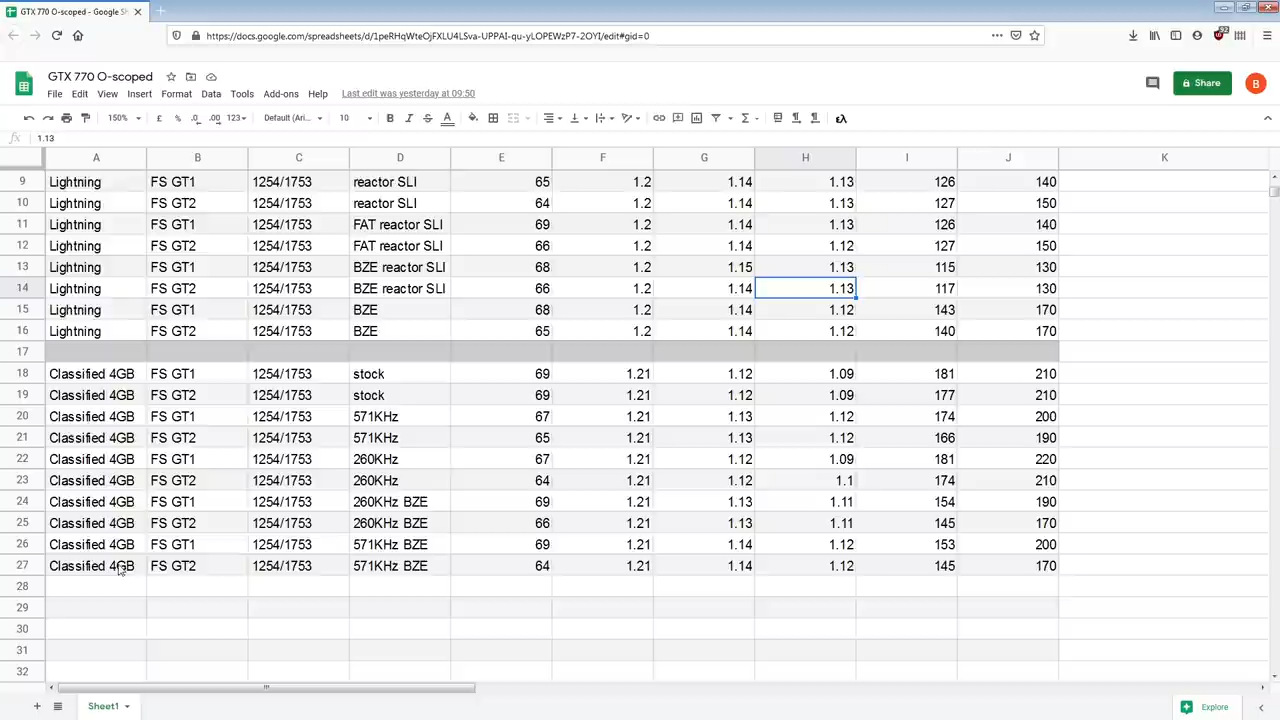 GTX 770 O-scoped - Google Sh
https://docs.google.com/spreadsheets/d/1peRHqWteOjFXLU4LSva-UPPAI-qu-yLOPEWzP7-2OYI/edit#gid=0
GTX 770 O-scoped
Share
B
File Edit View Insert Format Data Tools Add-ons Help Last edit was yesterday at 09:50
150% £ % .0 .00 123 Default (Ari... 10 B I S A
fx 1.13
A B C D E F G H I J K
9 Lightning FS GT1 1254/1753 reactor SLI 65 1.2 1.14 1.13 126 140
10 Lightning FS GT2 1254/1753 reactor SLI 64 1.2 1.14 1.13 127 150
11 Lightning FS GT1 1254/1753 FAT reactor SLI 69 1.2 1.14 1.13 126 140
12 Lightning FS GT2 1254/1753 FAT reactor SLI 66 1.2 1.14 1.12 127 150
13 Lightning FS GT1 1254/1753 BZE reactor SLI 68 1.2 1.15 1.13 115 130
14 Lightning FS GT2 1254/1753 BZE reactor SLI 66 1.2 1.14 1.13 117 130
15 Lightning FS GT1 1254/1753 BZE 68 1.2 1.14 1.12 143 170
16 Lightning FS GT2 1254/1753 BZE 65 1.2 1.14 1.12 140 170
17
18 Classified 4GB FS GT1 1254/1753 stock 69 1.21 1.12 1.09 181 210
19 Classified 4GB FS GT2 1254/1753 stock 69 1.21 1.12 1.09 177 210
20 Classified 4GB FS GT1 1254/1753 571KHz 67 1.21 1.13 1.12 174 200
21 Classified 4GB FS GT2 1254/1753 571KHz 65 1.21 1.13 1.12 166 190
22 Classified 4GB FS GT1 1254/1753 260KHz 67 1.21 1.12 1.09 181 220
23 Classified 4GB FS GT2 1254/1753 260KHz 64 1.21 1.12 1.1 174 210
24 Classified 4GB FS GT1 1254/1753 260KHz BZE 69 1.21 1.13 1.11 154 190
25 Classified 4GB FS GT2 1254/1753 260KHz BZE 66 1.21 1.13 1.11 145 170
26 Classified 4GB FS GT1 1254/1753 571KHz BZE 69 1.21 1.14 1.12 153 200
27 Classified 4GB FS GT2 1254/1753 571KHz BZE 64 1.21 1.14 1.12 145 170
28
29
30
31
32
Sheet1
Explore